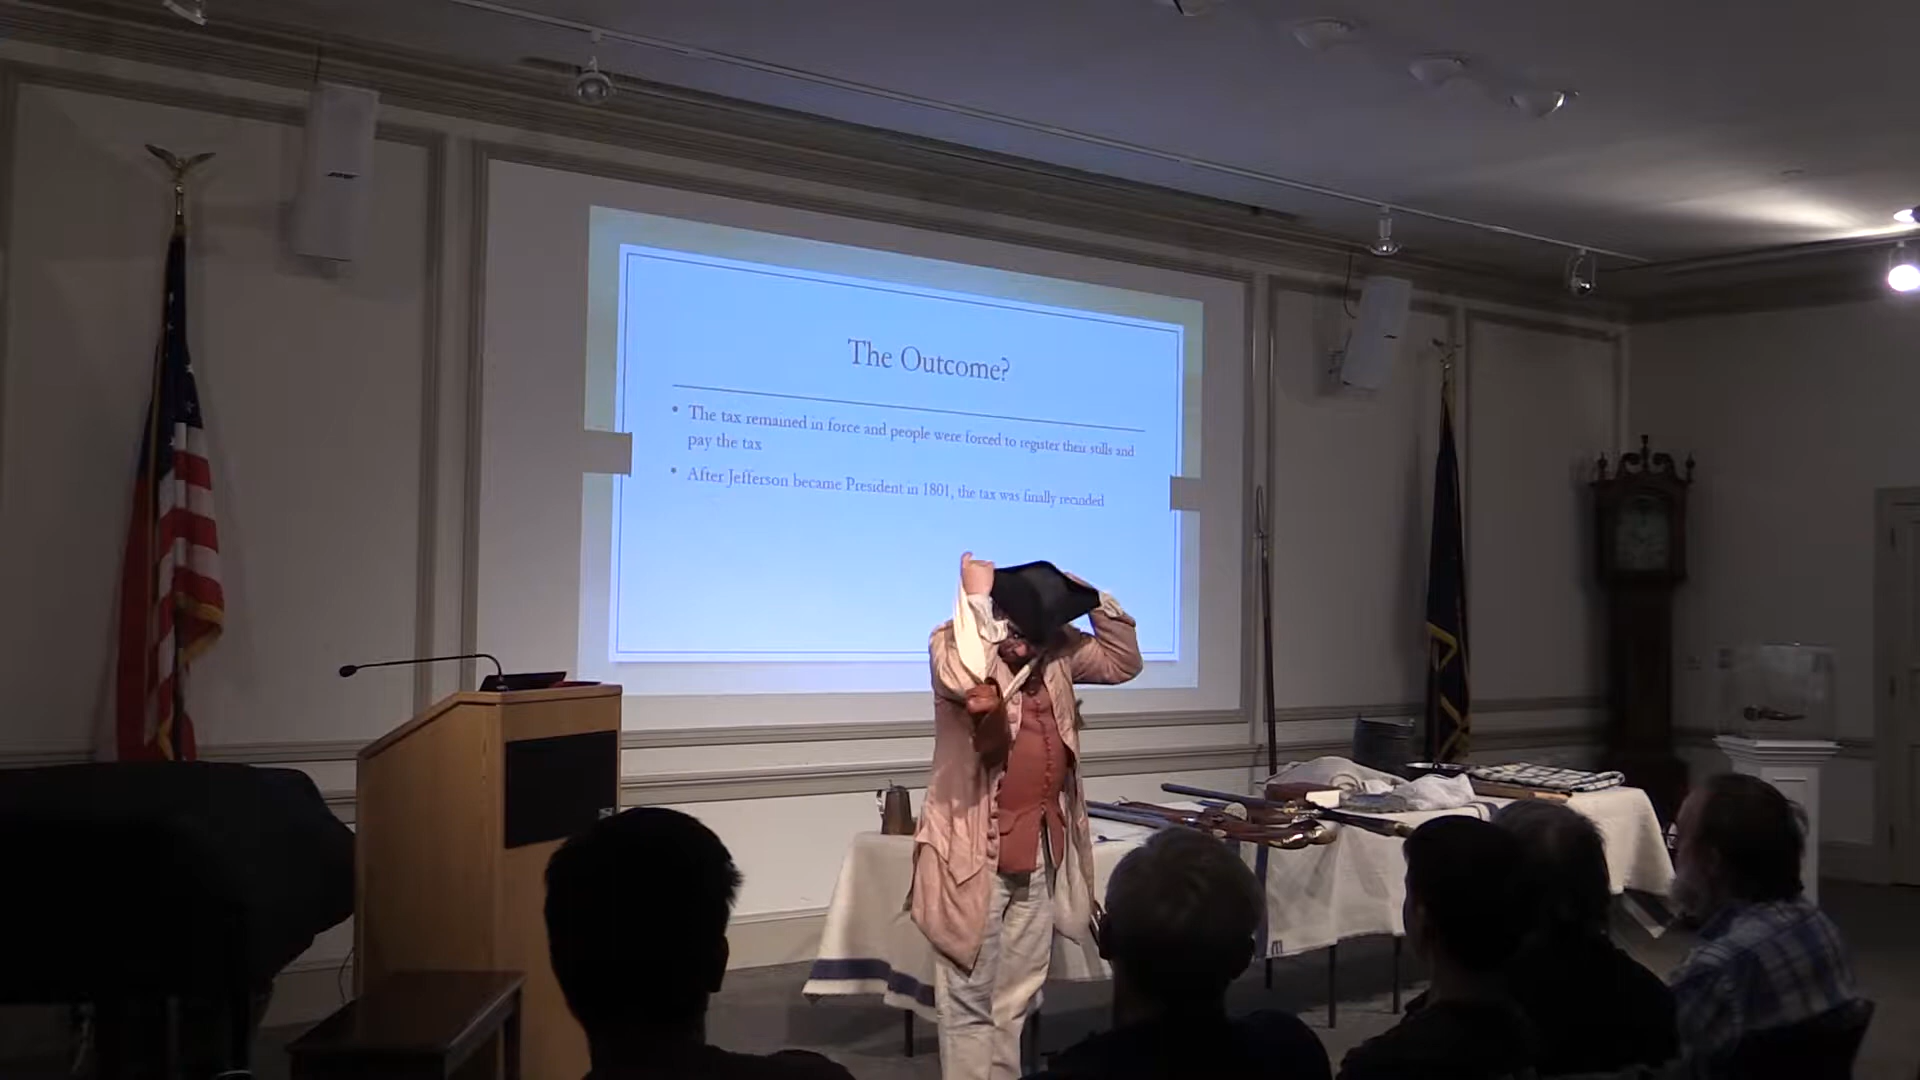 BOSE
The Outcome?
• The tax remained in force and people were forced to register their stills and
pay the tax
• After Jefferson became President in 1801, the tax was finally recinded